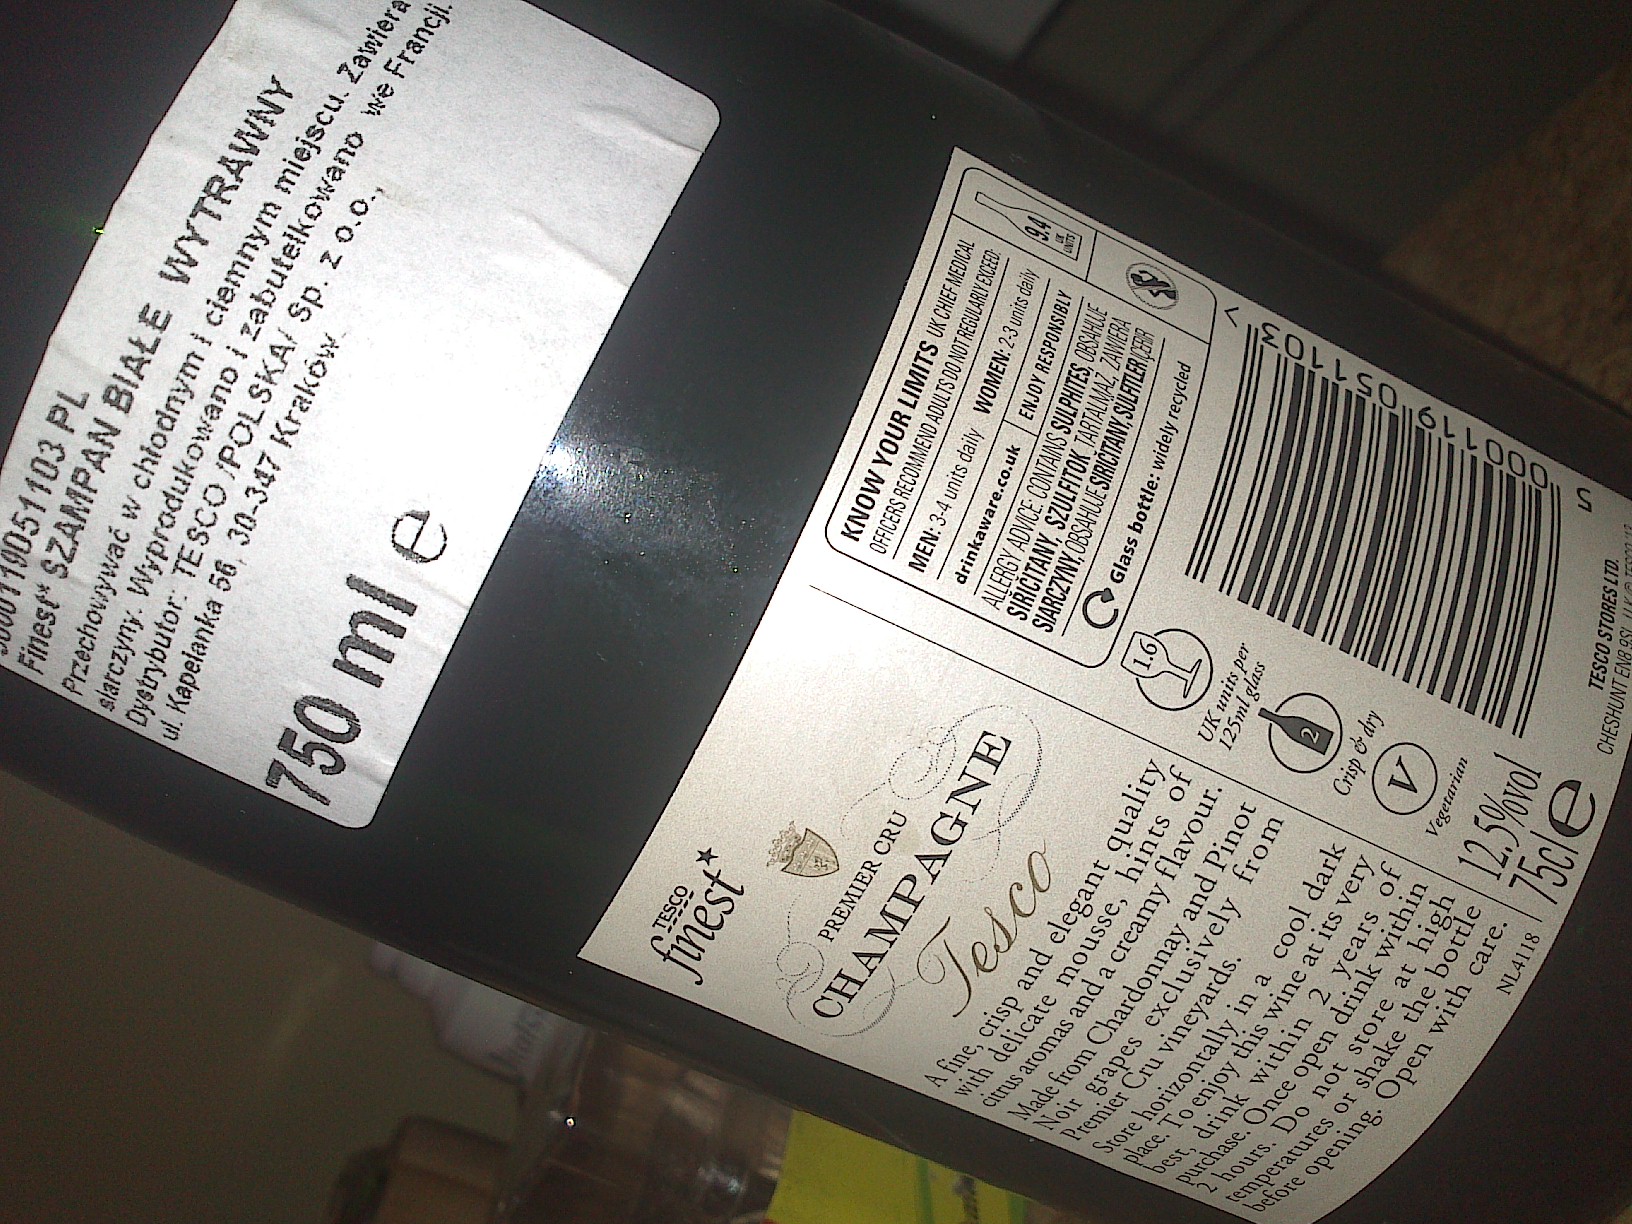 5000119051103 PL
Finest* SZAMPAN BIAŁE WYTRAWNY
Przechowywać w chłodnym i ciemnym miejscu. Zawiera
siarczyny. Wyprodukowano i zabutelkowano we Francji.
Dystrybutor: TESCO /POLSKA/ Sp. z o.o.,
ul. Kapelanka 56, 30-347 Kraków.
750 ml e
TESCO
finest*
PREMIER CRU
CHAMPAGNE
Tesco
A fine, crisp and elegant quality
with delicate mousse, hints of
citrus aromas and a creamy flavour.
Made from Chardonnay and Pinot
Noir grapes exclusively from
Premier Cru vineyards.
Store horizontally in a cool dark
place. To enjoy this wine at its very
best, drink within 2 years of
purchase. Once open drink within
2 hours. Do not store at high
temperatures or shake the bottle
before opening. Open with care.
NL4118
KNOW YOUR LIMITS UK CHIEF MEDICAL
OFFICERS RECOMMEND ADULTS DO NOT REGULARLY EXCEED:
MEN: 3-4 units daily WOMEN: 2-3 units daily
drinkaware.co.uk ENJOY RESPONSIBLY
9.4
UK
UNITS
ALLERGY ADVICE: CONTAINS SULPHITES, OBSAHUJE
SIŘIČITANY, SZULFITOK TARTALMAZ, ZAWIERA
SIARCZYNY, OBSAHUJE SIRIČITANY, SÜLFİTLER İÇERİR
Glass bottle: widely recycled
1.6
UK units per
125ml glass
2
Crisp & dry
V
Vegetarian
12.5%vol
75cl e
5 000119 051103 >
TESCO STORES LTD.